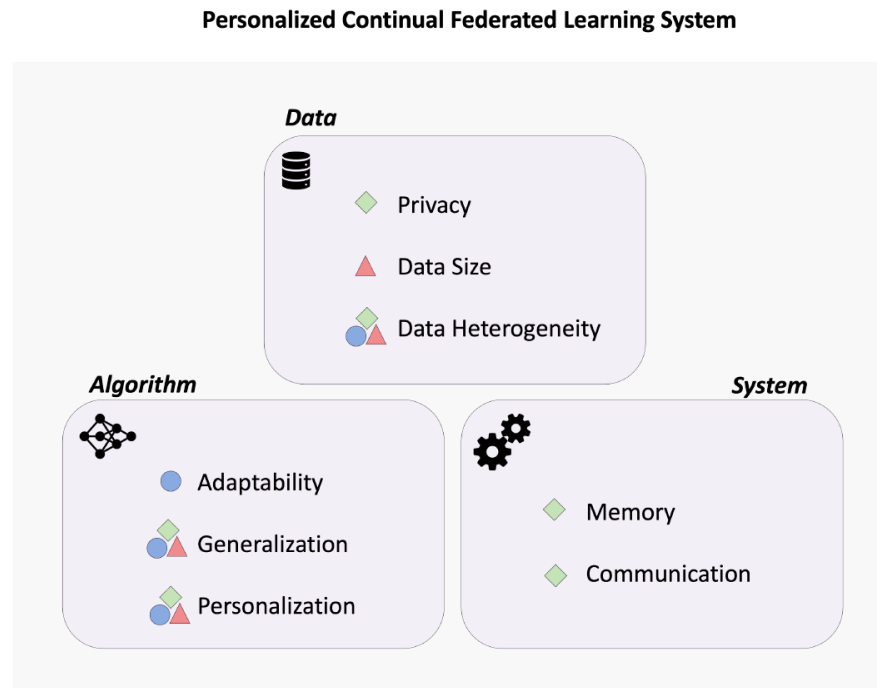 Personalized Continual Federated Learning System
Data
Privacy
Data Size
Data Heterogeneity
Algorithm
Adaptability
Generalization
Personalization
System
Memory
Communication